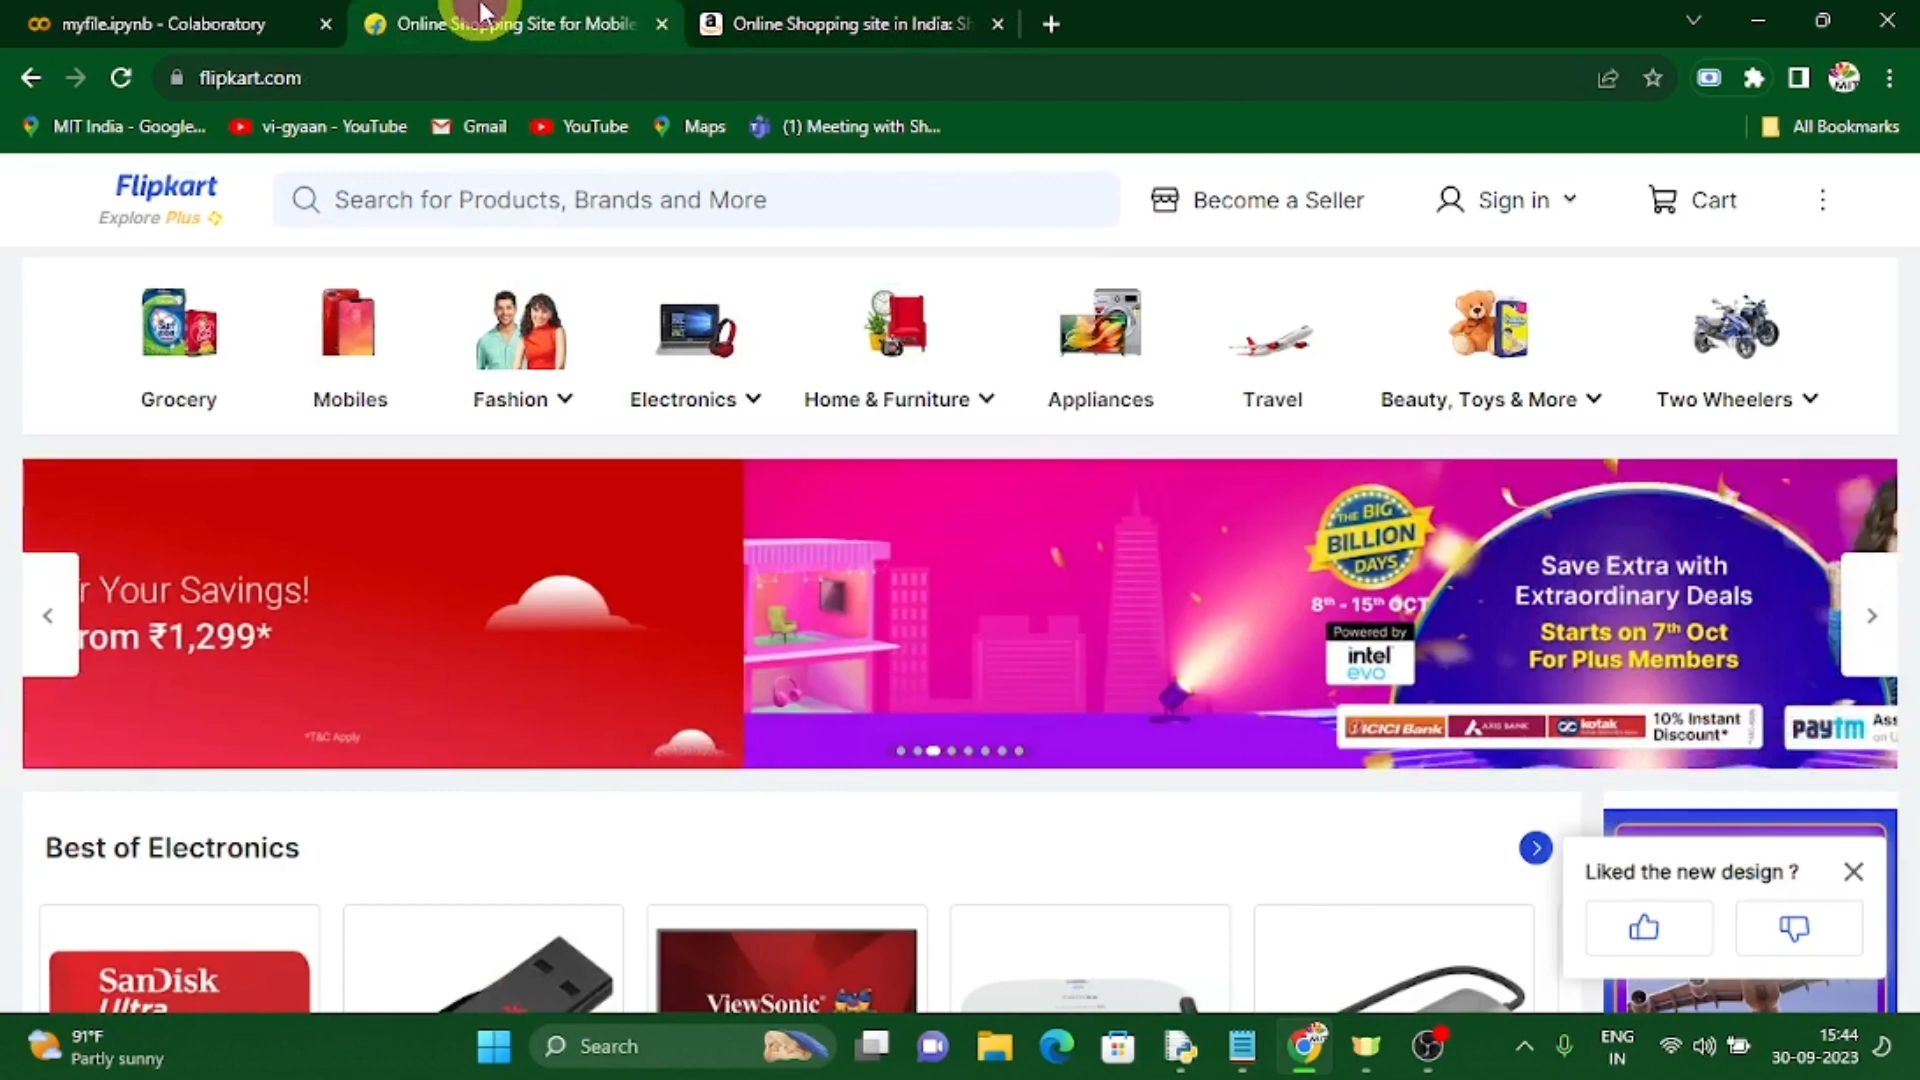 myfile.ipynb - Colaboratory
Online Shopping Site for Mobile
Online Shopping site in India: Sh
flipkart.com
MIT India - Google...
vi-gyaan - YouTube
Gmail
YouTube
Maps
(1) Meeting with Sh...
All Bookmarks
Flipkart
Explore Plus
Search for Products, Brands and More
Become a Seller
Sign in
Cart
Grocery
Mobiles
Fashion
Electronics
Home & Furniture
Appliances
Travel
Beauty, Toys & More
Two Wheelers
r Your Savings!
rom ₹1,299*
*T&C Apply
THE BIG
BILLION
DAYS
8th - 15th OCT
Powered by
intel
evo
Save Extra with
Extraordinary Deals
Starts on 7th Oct
For Plus Members
ICICI Bank
AXIS BANK
kotak
10% Instant
Discount*
paytm
Best of Electronics
Liked the new design ?
SanDisk
Ultra
ViewSonic
91°F
Partly sunny
Search
ENG
IN
15:44
30-09-2023